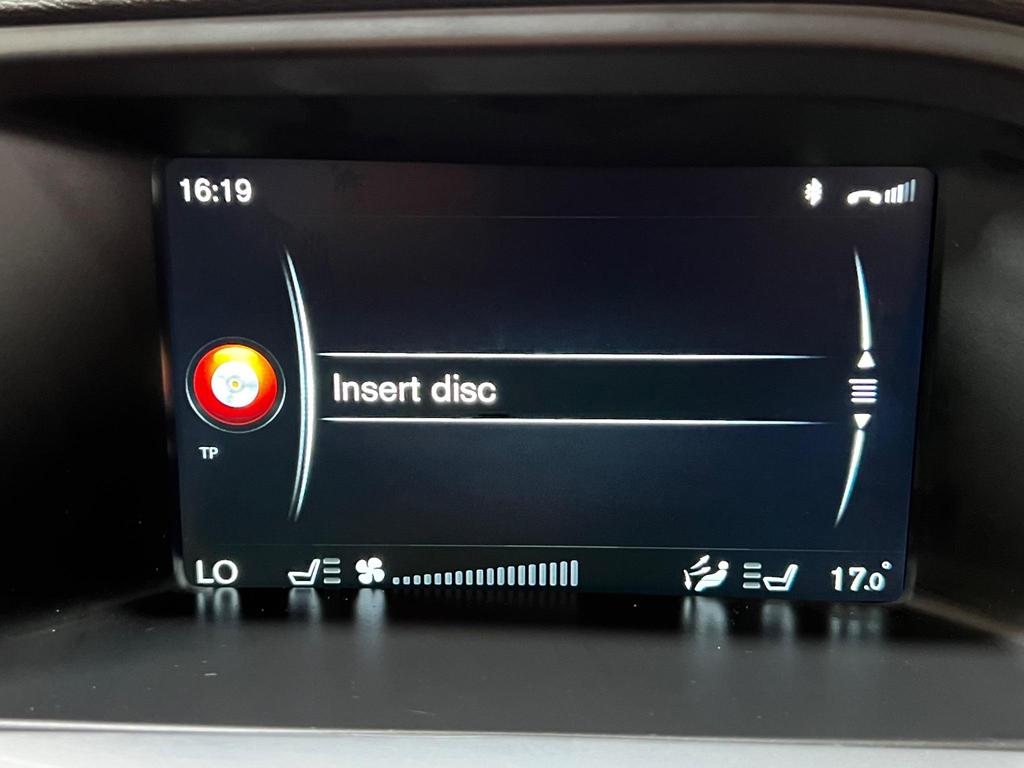 16:19
Insert disc
TP
LO
17.0°